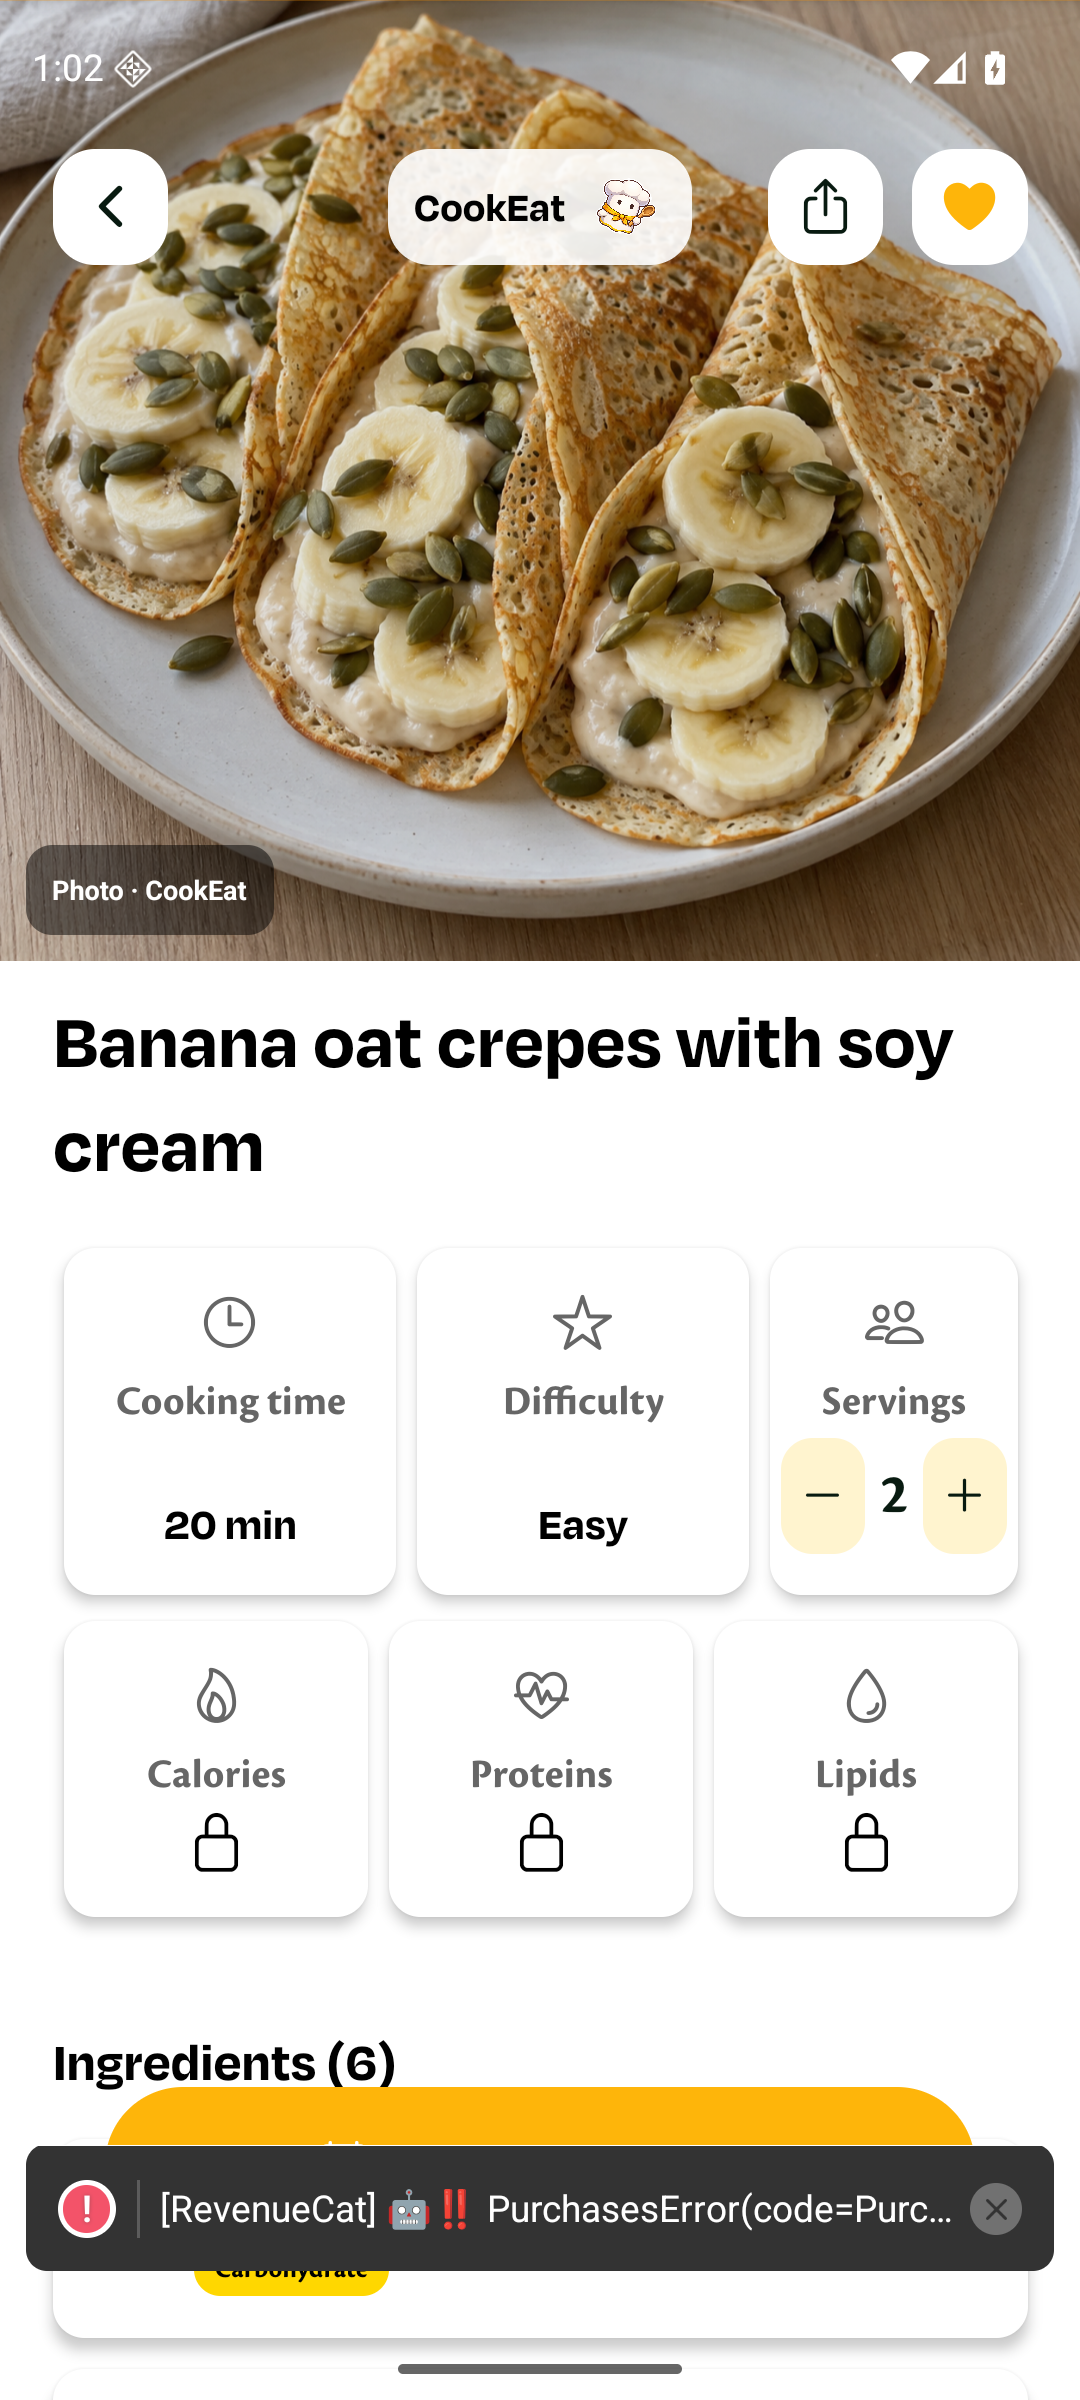 1:02
CookEat
Photo · CookEat
Banana oat crepes with soy
cream
Cooking time
Difficulty
Servings
20 min
Easy
2
Calories
Proteins
Lipids
Ingredients (6)
[RevenueCat] 🤖‼️ PurchasesError(code=Purc...
Carbohydrate